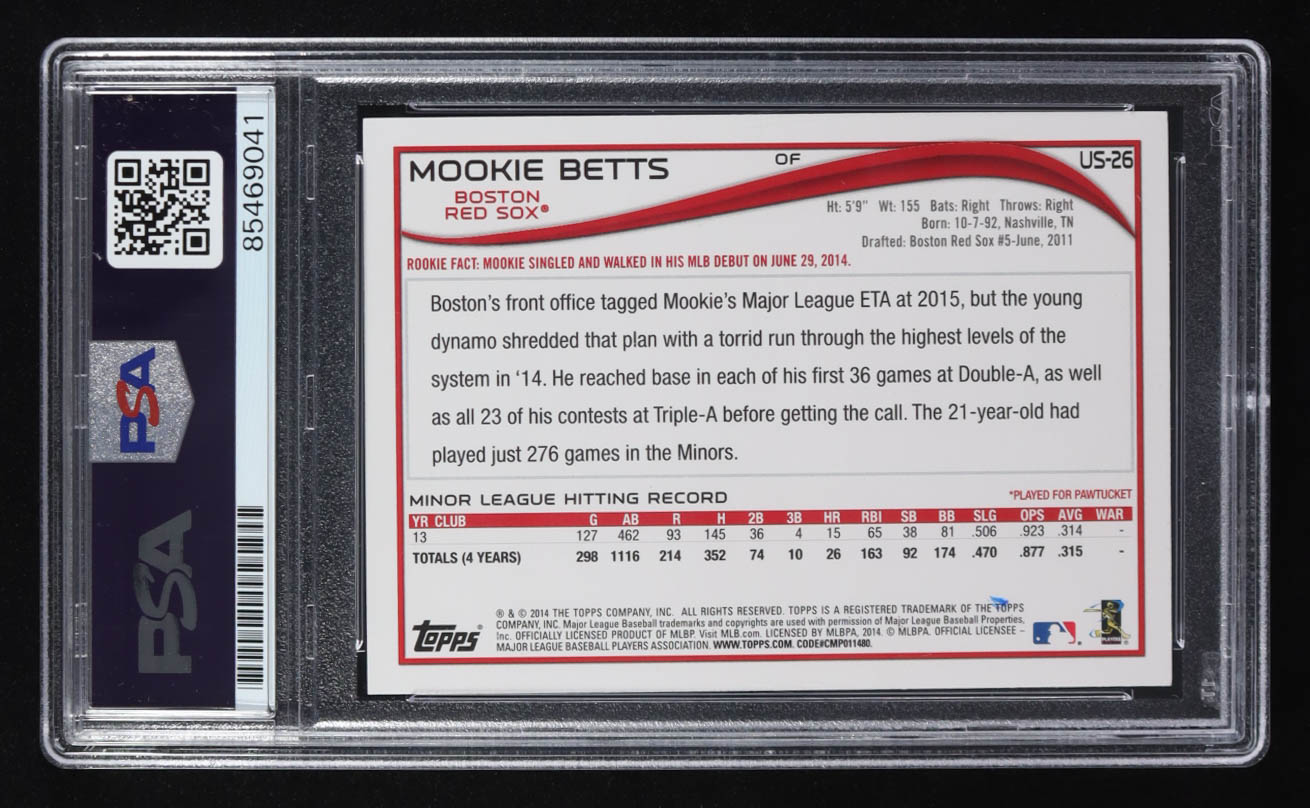 85469041
PSA
PSA
MOOKIE BETTS
OF
US-26
BOSTON
RED SOX®
Ht: 5'9" Wt: 155 Bats: Right Throws: Right
Born: 10-7-92, Nashville, TN
Drafted: Boston Red Sox #5-June, 2011
ROOKIE FACT: MOOKIE SINGLED AND WALKED IN HIS MLB DEBUT ON JUNE 29, 2014.
Boston's front office tagged Mookie's Major League ETA at 2015, but the young
dynamo shredded that plan with a torrid run through the highest levels of the
system in '14. He reached base in each of his first 36 games at Double-A, as well
as all 23 of his contests at Triple-A before getting the call. The 21-year-old had
played just 276 games in the Minors.
MINOR LEAGUE HITTING RECORD
*PLAYED FOR PAWTUCKET
YR CLUB G AB R H 2B 3B HR RBI SB BB SLG OPS AVG WAR
13 127 462 93 145 36 4 15 65 38 81 .506 .923 .314 -
TOTALS (4 YEARS) 298 1116 214 352 74 10 26 163 92 174 .470 .877 .315 -
Topps®
® & © 2014 THE TOPPS COMPANY, INC. ALL RIGHTS RESERVED. TOPPS IS A REGISTERED TRADEMARK OF THE TOPPS
COMPANY, INC. Major League Baseball trademarks and copyrights are used with permission of Major League Baseball Properties,
Inc. OFFICIALLY LICENSED PRODUCT OF MLBP. Visit MLB.com. LICENSED BY MLBPA, 2014. © MLBPA. OFFICIAL LICENSEE –
MAJOR LEAGUE BASEBALL PLAYERS ASSOCIATION. WWW.TOPPS.COM. CODE#CMP011480.